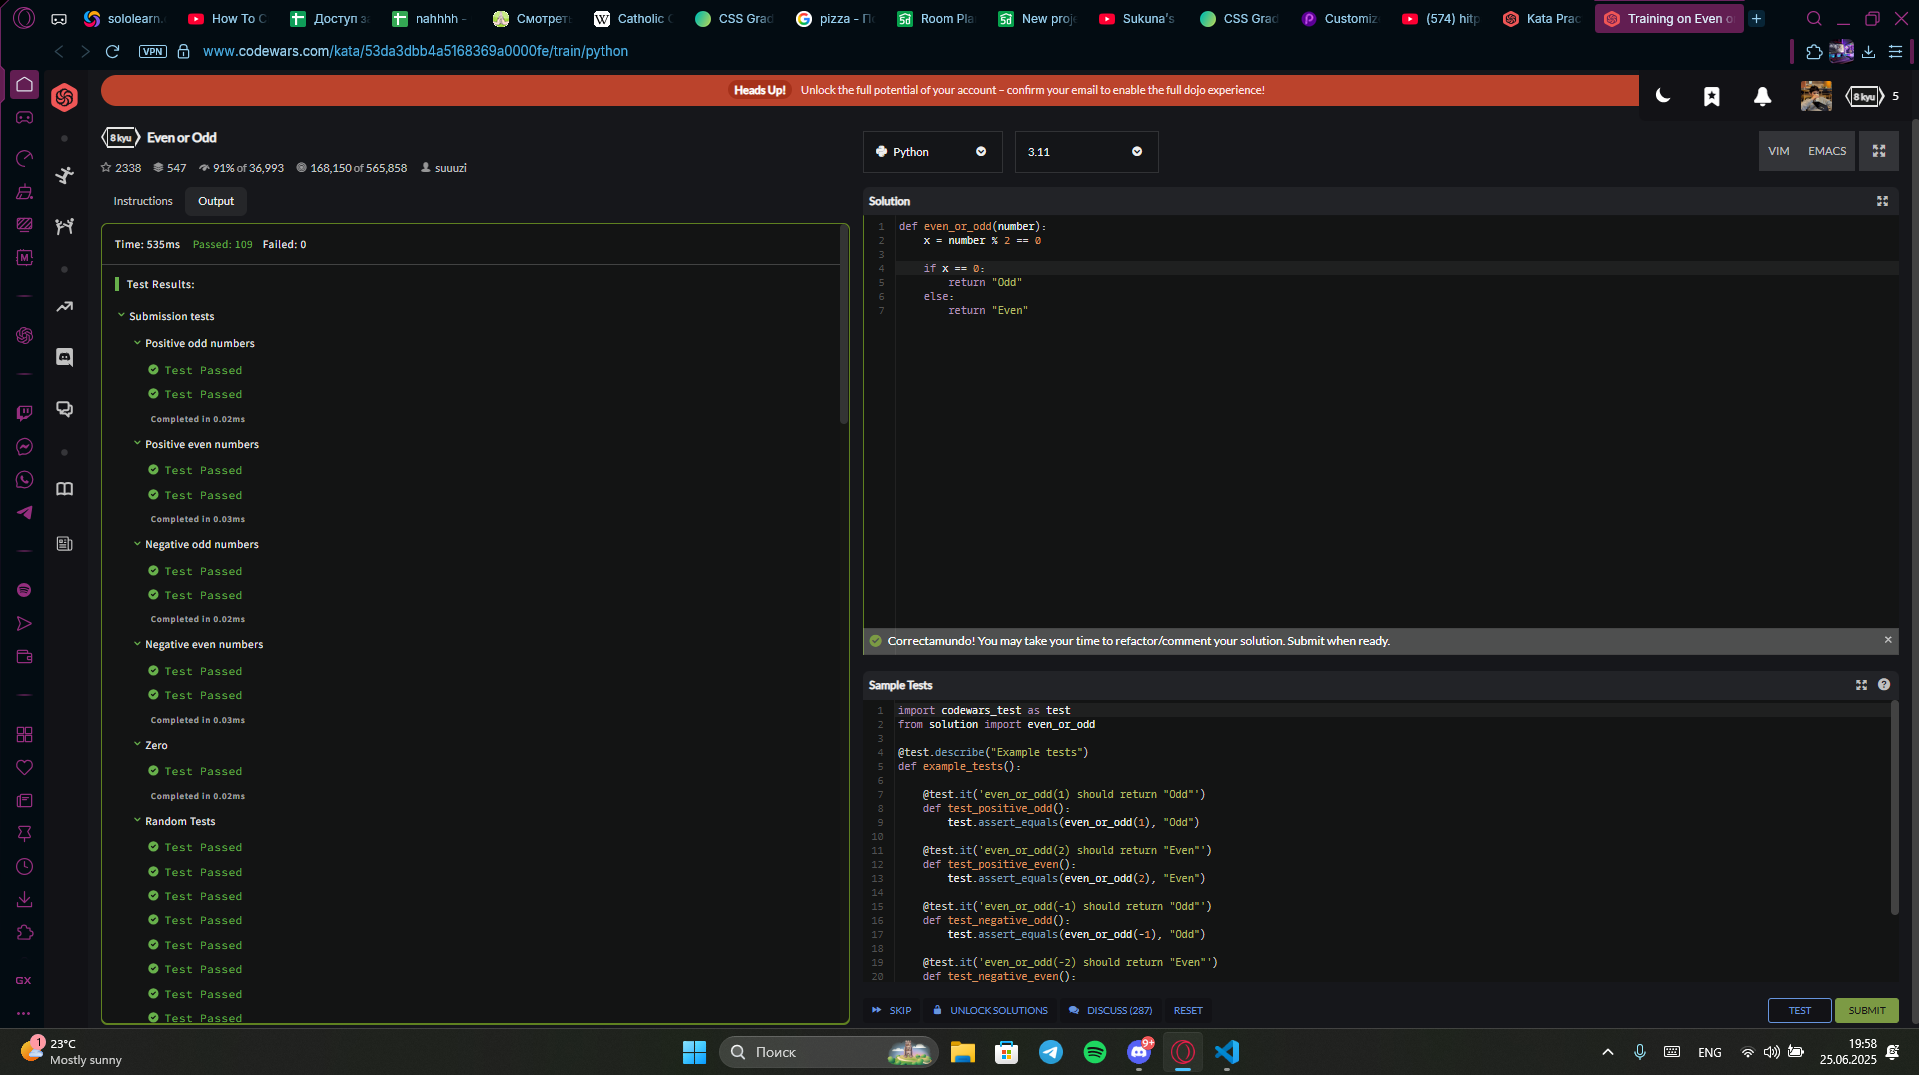 sololearn.
How To C
Доступ за
nahhhh -
Смотреть
Catholic C
CSS Grad
pizza - По
Room Pla
New proj
Sukuna's
CSS Grad
Customiz
(574) hitp
Kata Prac
Training on Even o
VPN
www.codewars.com/kata/53da3dbb4a5168369a0000fe/train/python
Heads Up! Unlock the full potential of your account – confirm your email to enable the full dojo experience!
8 kyu 5
8 kyu Even or Odd
2338 547 91% of 36,993 168,150 of 565,858 suuuzi
Instructions Output
Python 3.11
VIM EMACS
Time: 535ms Passed: 109 Failed: 0
Test Results:
Submission tests
Positive odd numbers
Test Passed
Test Passed
Completed in 0.02ms
Positive even numbers
Test Passed
Test Passed
Completed in 0.03ms
Negative odd numbers
Test Passed
Test Passed
Completed in 0.02ms
Negative even numbers
Test Passed
Test Passed
Completed in 0.03ms
Zero
Test Passed
Completed in 0.02ms
Random Tests
Test Passed
Test Passed
Test Passed
Test Passed
Test Passed
Test Passed
Test Passed
Test Passed
Solution
1 def even_or_odd(number):
2 x = number % 2 == 0
3
4 if x == 0:
5 return "Odd"
6 else:
7 return "Even"
Correctamundo! You may take your time to refactor/comment your solution. Submit when ready.
Sample Tests
1 import codewars_test as test
2 from solution import even_or_odd
3
4 @test.describe("Example tests")
5 def example_tests():
6
7 @test.it('even_or_odd(1) should return "Odd"')
8 def test_positive_odd():
9 test.assert_equals(even_or_odd(1), "Odd")
10
11 @test.it('even_or_odd(2) should return "Even"')
12 def test_positive_even():
13 test.assert_equals(even_or_odd(2), "Even")
14
15 @test.it('even_or_odd(-1) should return "Odd"')
16 def test_negative_odd():
17 test.assert_equals(even_or_odd(-1), "Odd")
18
19 @test.it('even_or_odd(-2) should return "Even"')
20 def test_negative_even():
SKIP UNLOCK SOLUTIONS DISCUSS (287) RESET
TEST SUBMIT
M
GX
1
23°C
Mostly sunny
Поиск
9+
ENG
19:58
25.06.2025